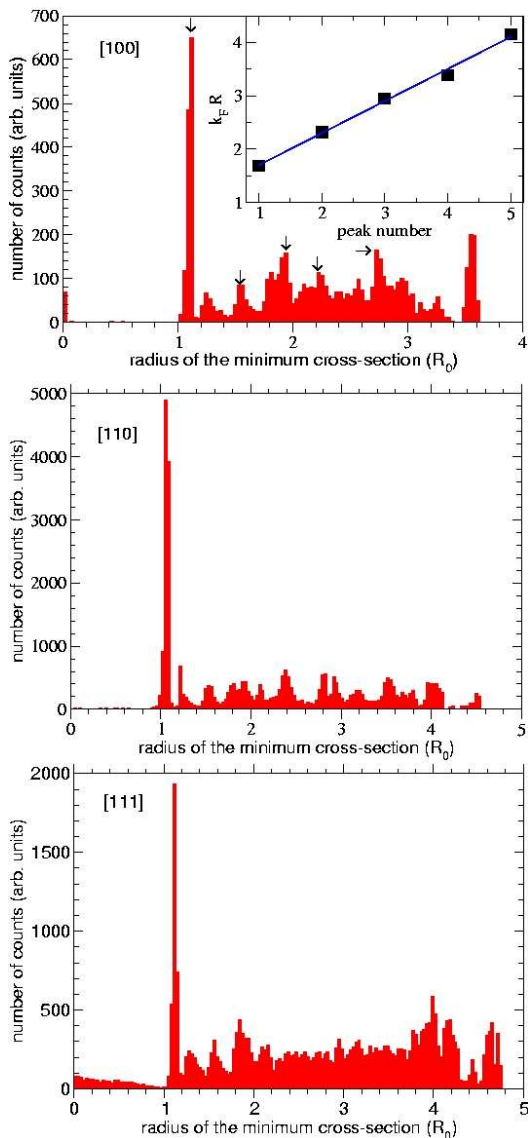 700
600
500
400
300
200
100
0
number of counts (arb. units)
[100]
4
3
2
1
k_F R
1 2 3 4 5
peak number
0 1 2 3 4
radius of the minimum cross-section (R_0)
5000
4000
3000
2000
1000
0
number of counts (arb. units)
[110]
0 1 2 3 4 5
radius of the minimum cross-section (R_0)
2000
1500
1000
500
0
number of counts (arb. units)
[111]
0 1 2 3 4 5
radius of the minimum cross-section (R_0)